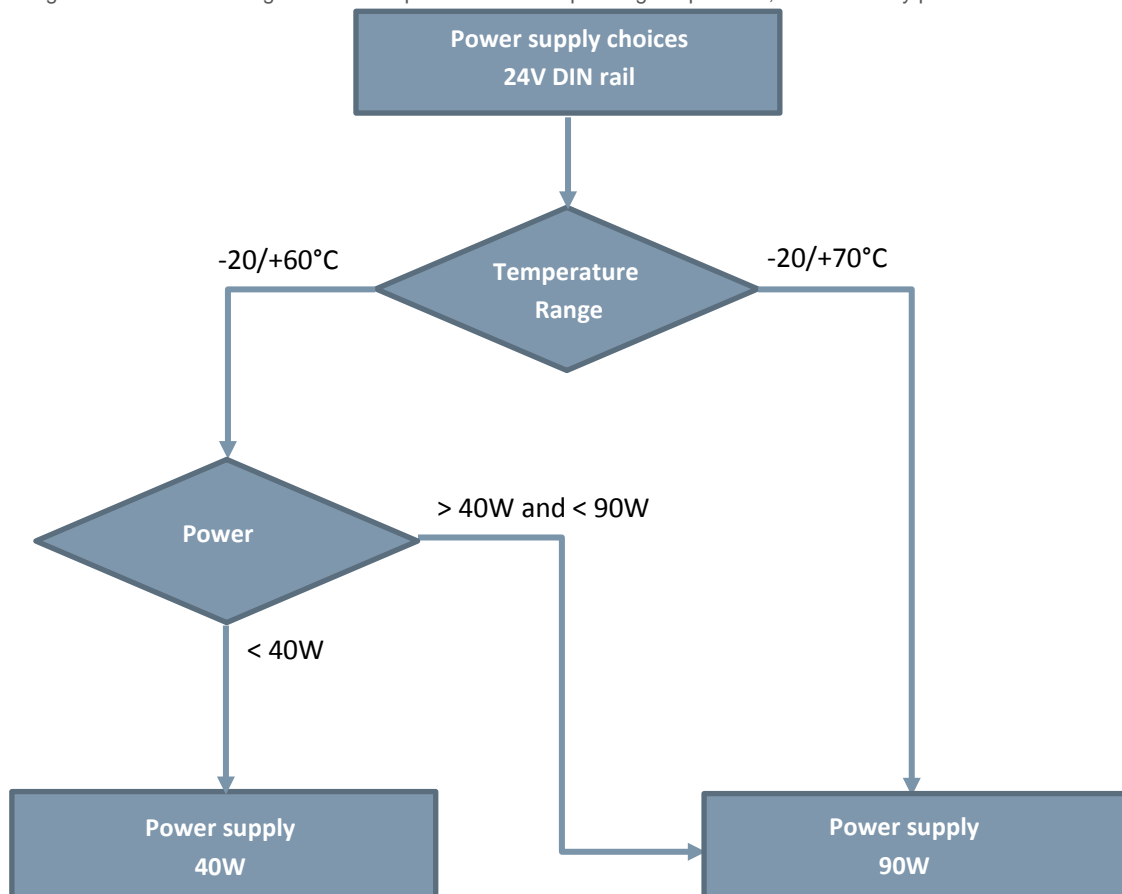 Power supply choices
24V DIN rail
-20/+60°C
-20/+70°C
Temperature
Range
> 40W and < 90W
Power
< 40W
Power supply
40W
Power supply
90W